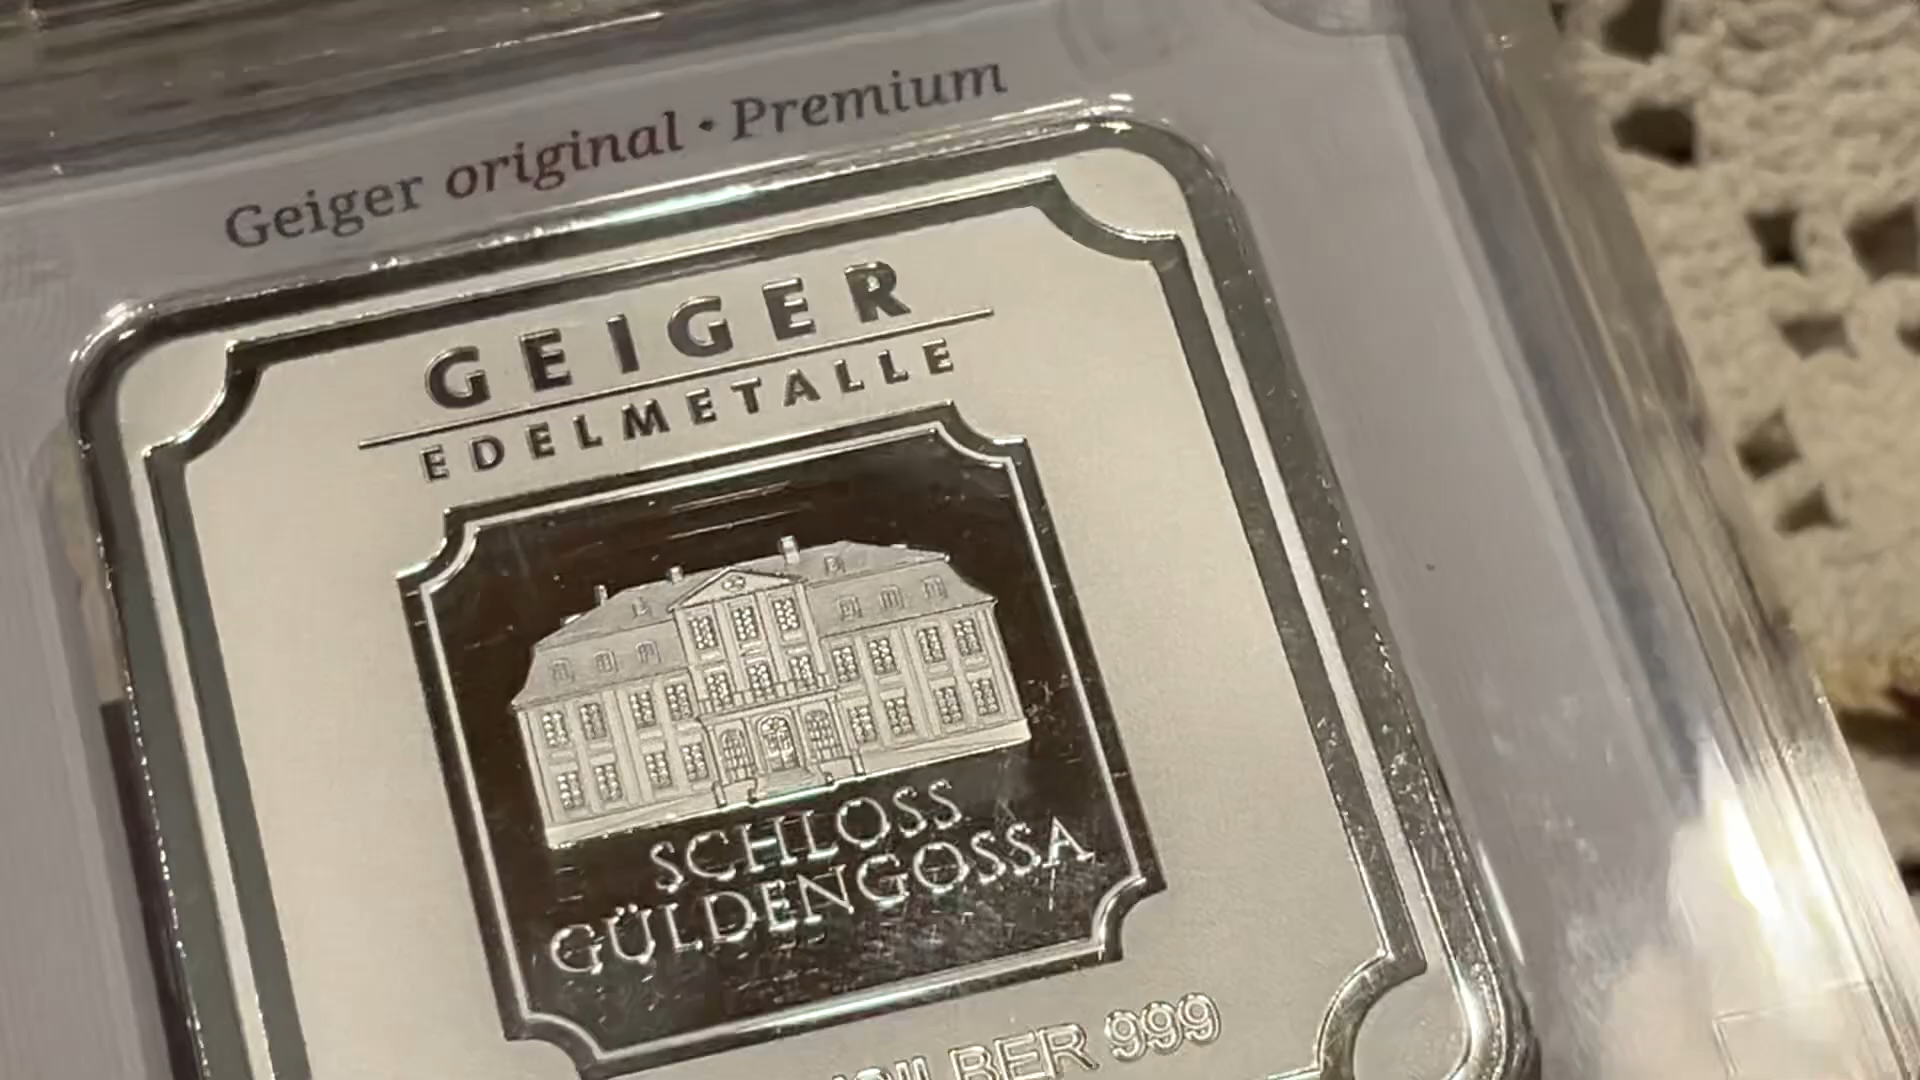 Geiger original · Premium
GEIGER
EDELMETALLE
SCHLOSS
GÜLDENGOSSA
999